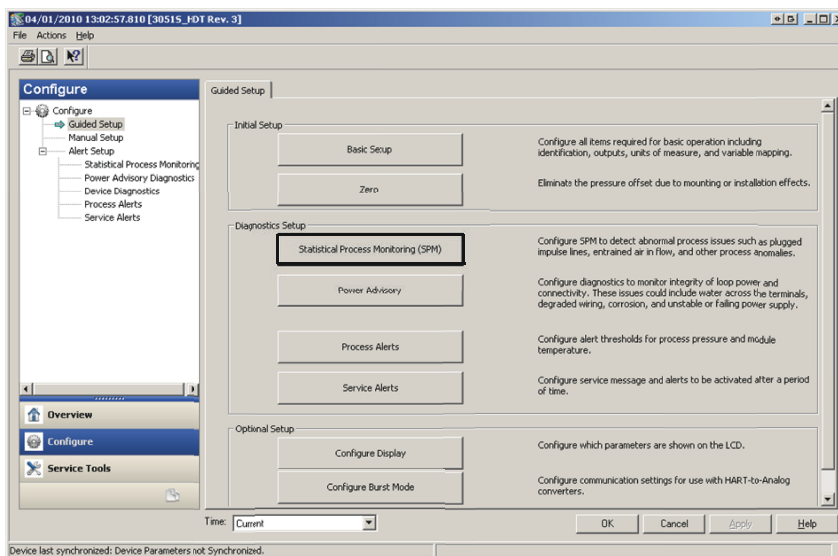 04/01/2010 13:02:57.810 [3051S_HDT Rev. 3]
File Actions Help
Configure
Configure
Guided Setup
Manual Setup
Alert Setup
Statistical Process Monitoring
Power Advisory Diagnostics
Device Diagnostics
Process Alerts
Service Alerts
Overview
Configure
Service Tools
Guided Setup
Initial Setup
Basic Setup
Configure all items required for basic operation including
identification, outputs, units of measure, and variable mapping.
Zero
Eliminate the pressure offset due to mounting or installation effects.
Diagnostics Setup
Statistical Process Monitoring (SPM)
Configure SPM to detect abnormal process issues such as plugged
impulse lines, entrained air in flow, and other process anomalies.
Power Advisory
Configure diagnostics to monitor integrity of loop power and
connectivity. These issues could include water across the terminals,
degraded wiring, corrosion, and unstable or failing power supply.
Process Alerts
Configure alert thresholds for process pressure and module
temperature.
Service Alerts
Configure service message and alerts to be activated after a period
of time.
Optional Setup
Configure Display
Configure which parameters are shown on the LCD.
Configure Burst Mode
Configure communication settings for use with HART-to-Analog
converters.
Time: Current
OK Cancel Apply Help
Device last synchronized: Device Parameters not Synchronized.